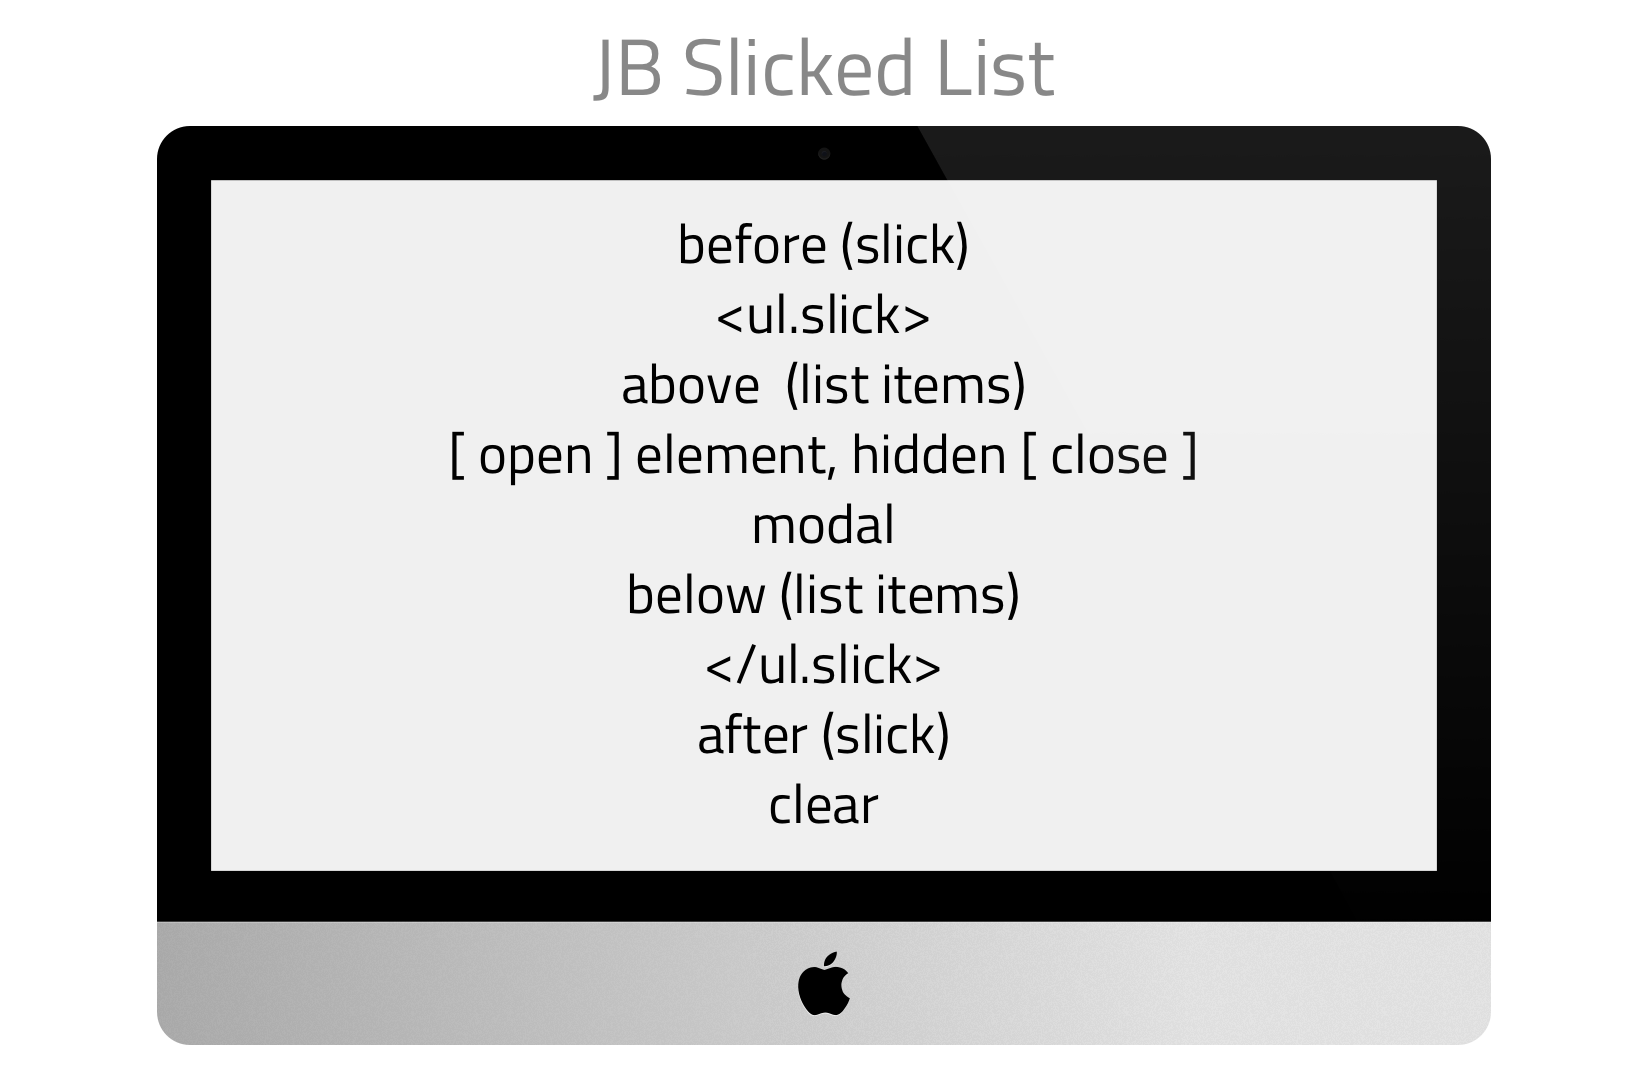 JB Slicked List
before (slick)
<ul.slick>
above  (list items)
[ open ] element, hidden [ close ]
modal
below (list items)
</ul.slick>
after (slick)
clear